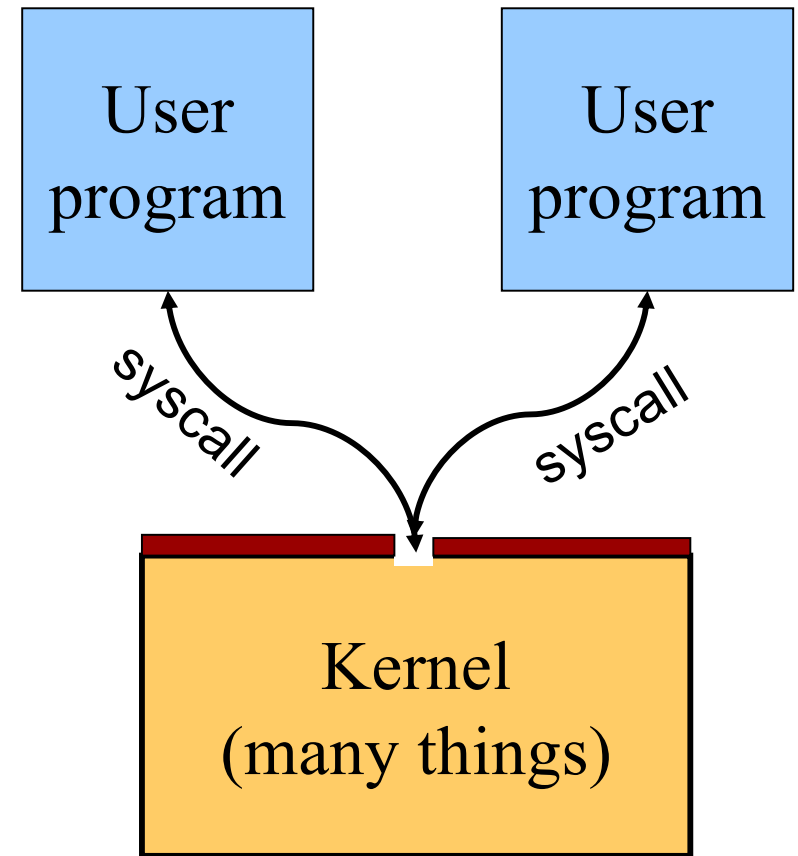 User
program
User
program
syscall
syscall
Kernel
(many things)